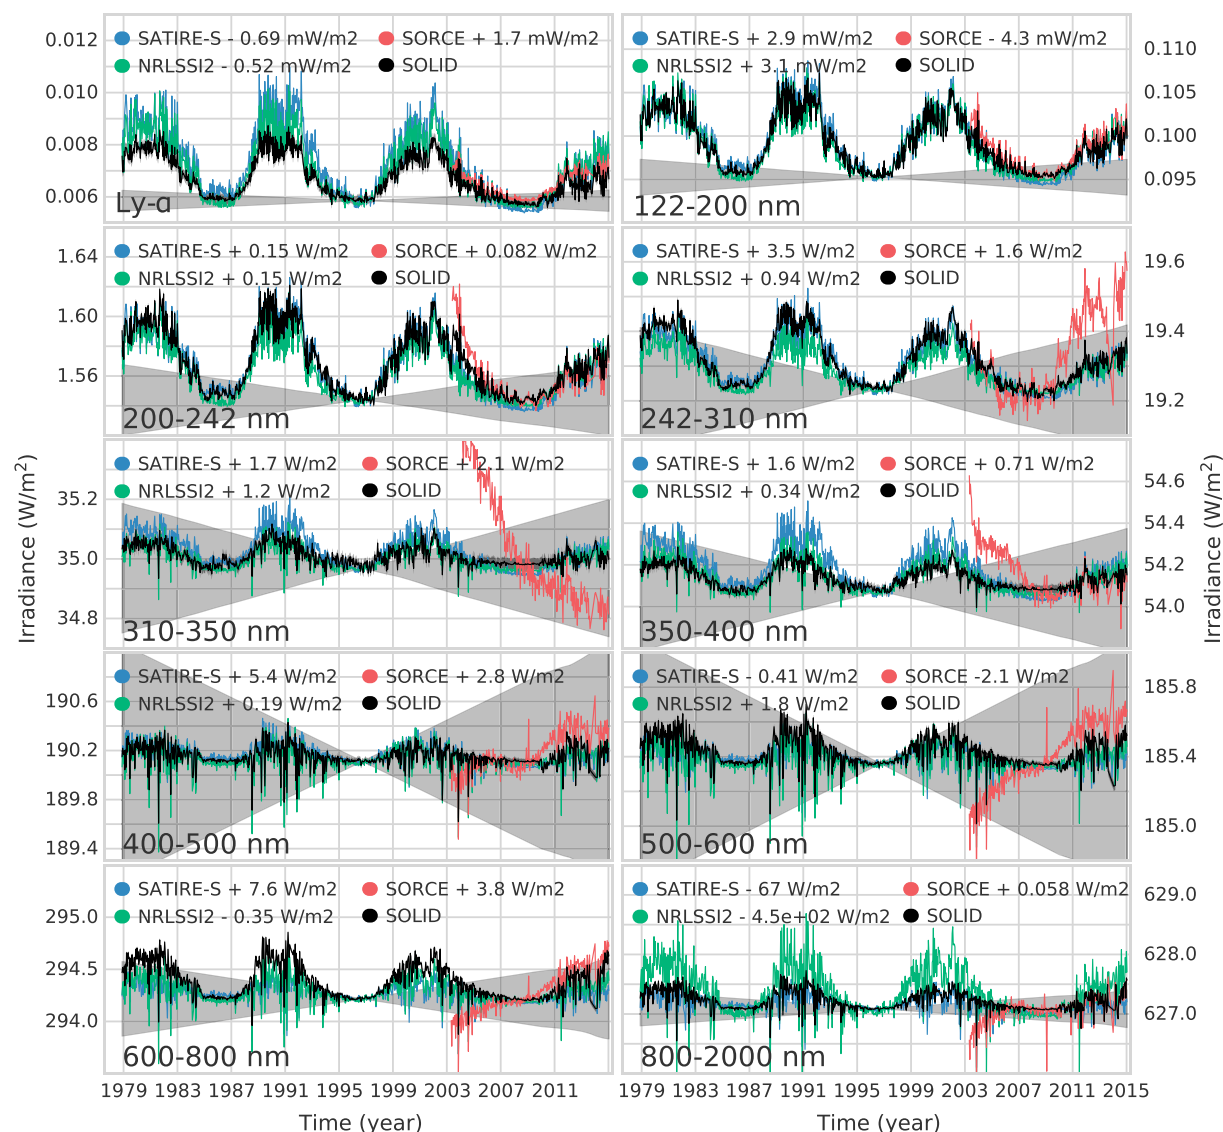 0.012
0.010
0.008
0.006
SATIRE-S - 0.69 mW/m2
SORCE + 1.7 mW/m2
NRLSSI2 - 0.52 mW/m2
SOLID
Ly-α
SATIRE-S + 2.9 mW/m2
SORCE - 4.3 mW/m2
NRLSSI2 + 3.1 mW/m2
SOLID
122-200 nm
0.110
0.105
0.100
0.095
1.64
1.60
1.56
SATIRE-S + 0.15 W/m2
SORCE + 0.082 W/m2
NRLSSI2 + 0.15 W/m2
SOLID
200-242 nm
SATIRE-S + 3.5 W/m2
SORCE + 1.6 W/m2
NRLSSI2 + 0.94 W/m2
SOLID
242-310 nm
19.6
19.4
19.2
Irradiance (W/m²)
35.2
35.0
34.8
SATIRE-S + 1.7 W/m2
SORCE + 2.1 W/m2
NRLSSI2 + 1.2 W/m2
SOLID
310-350 nm
SATIRE-S + 1.6 W/m2
SORCE + 0.71 W/m2
NRLSSI2 + 0.34 W/m2
SOLID
350-400 nm
54.6
54.4
54.2
54.0
Irradiance (W/m²)
190.6
190.2
189.8
189.4
SATIRE-S + 5.4 W/m2
SORCE + 2.8 W/m2
NRLSSI2 + 0.19 W/m2
SOLID
400-500 nm
SATIRE-S - 0.41 W/m2
SORCE -2.1 W/m2
NRLSSI2 + 1.8 W/m2
SOLID
500-600 nm
185.8
185.4
185.0
295.0
294.5
294.0
SATIRE-S + 7.6 W/m2
SORCE + 3.8 W/m2
NRLSSI2 - 0.35 W/m2
SOLID
600-800 nm
SATIRE-S - 67 W/m2
SORCE + 0.058 W/m2
NRLSSI2 - 4.5e+02 W/m2
SOLID
800-2000 nm
629.0
628.0
627.0
1979 1983 1987 1991 1995 1999 2003 2007 2011
1979 1983 1987 1991 1995 1999 2003 2007 2011 2015
Time (year)
Time (year)